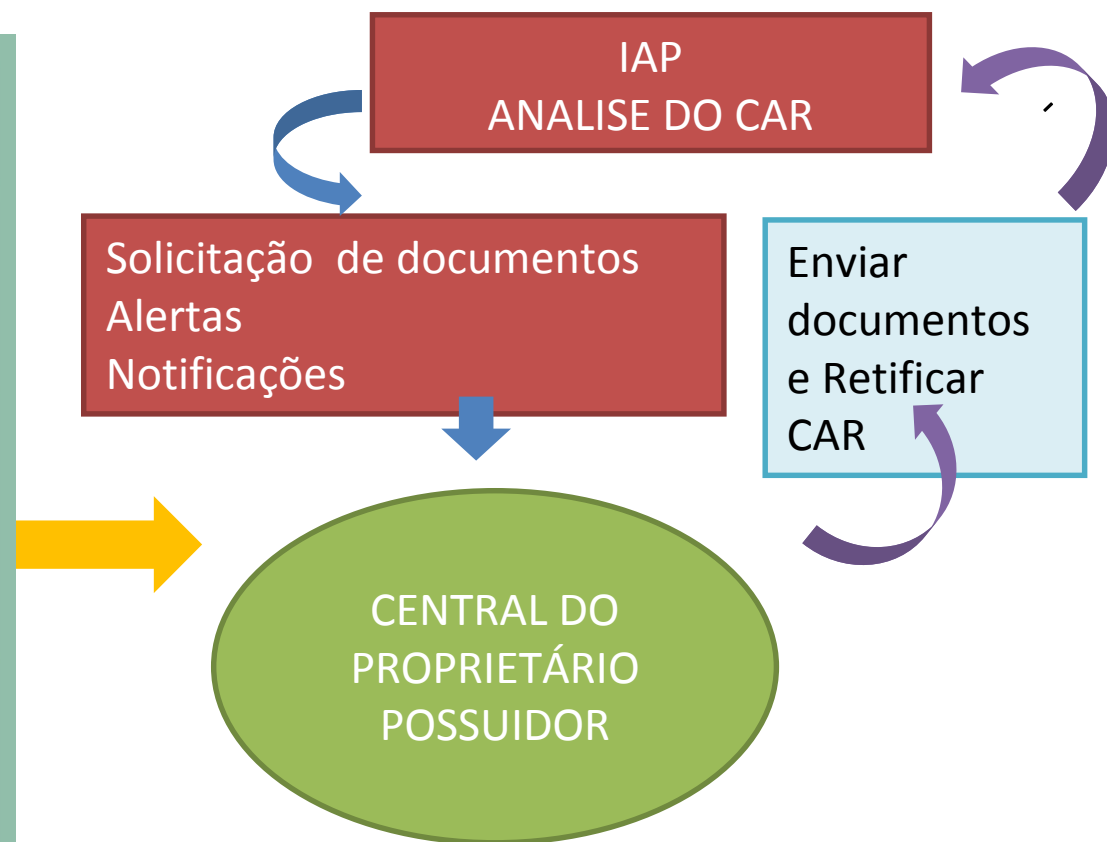 IAP
ANALISE DO CAR
Solicitação  de documentos
Alertas
Notificações
Enviar
documentos
e Retificar
CAR
CENTRAL DO
PROPRIETÁRIO
POSSUIDOR